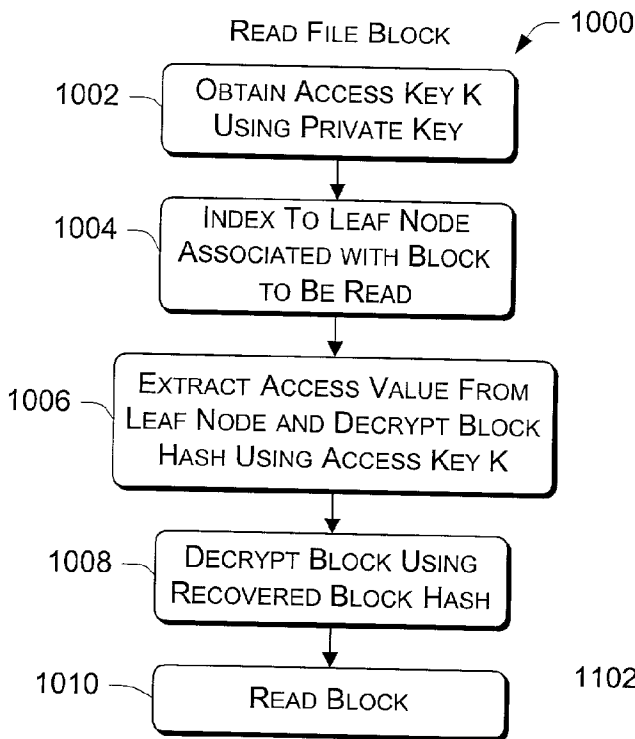 READ FILE BLOCK
1000
1002
OBTAIN ACCESS KEY K
USING PRIVATE KEY
1004
INDEX TO LEAF NODE
ASSOCIATED WITH BLOCK
TO BE READ
1006
EXTRACT ACCESS VALUE FROM
LEAF NODE AND DECRYPT BLOCK
HASH USING ACCESS KEY K
1008
DECRYPT BLOCK USING
RECOVERED BLOCK HASH
1010
READ BLOCK
1102